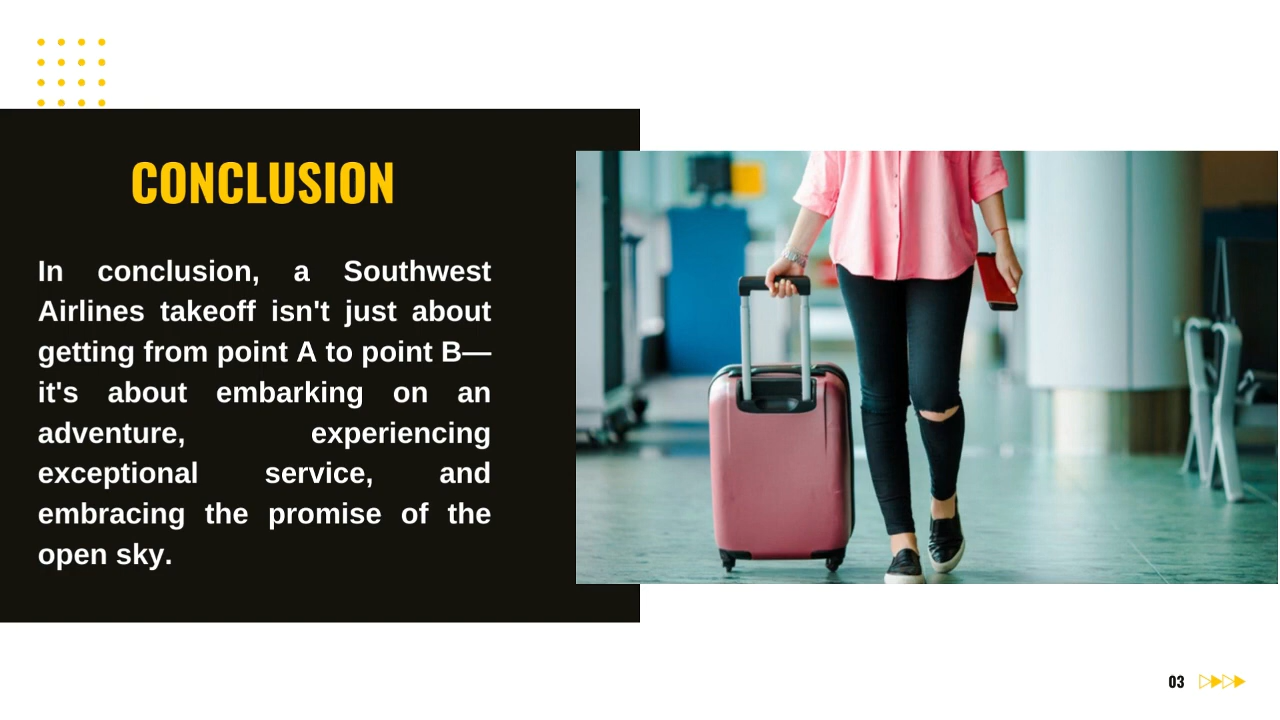 CONCLUSION
In conclusion, a Southwest
Airlines takeoff isn't just about
getting from point A to point B—
it's about embarking on an
adventure, experiencing
exceptional service, and
embracing the promise of the
open sky.
03